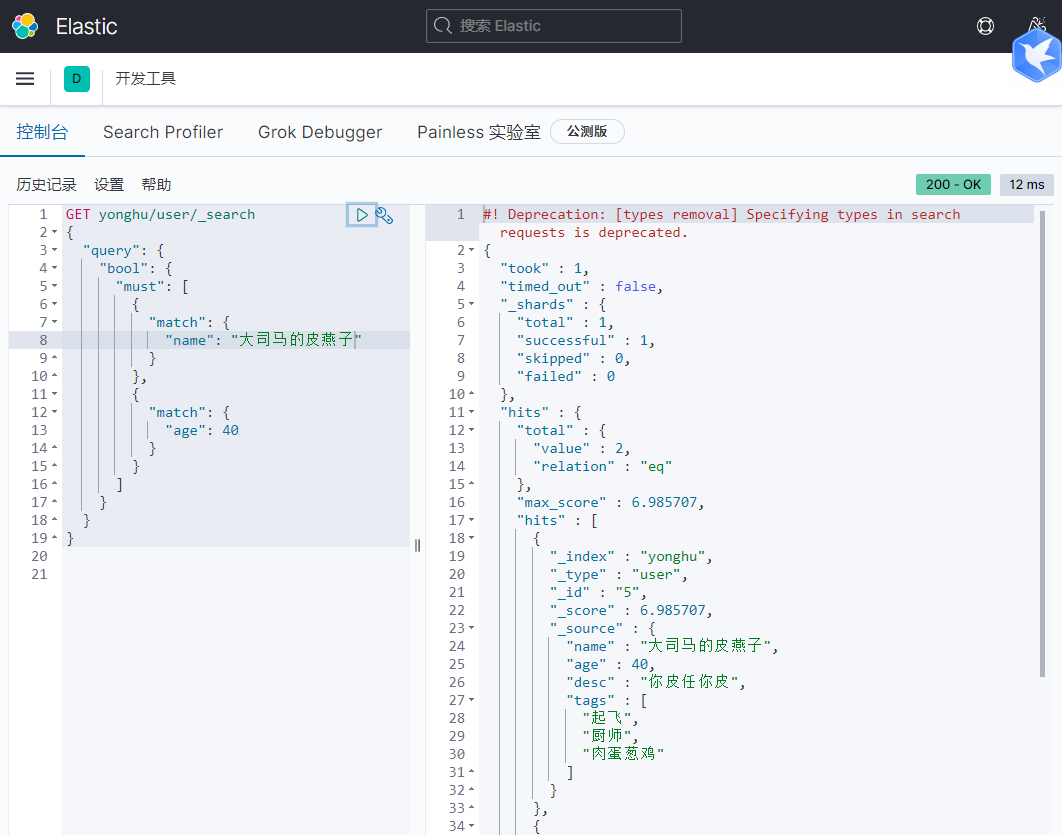 Elastic
搜索 Elastic
D
开发工具
控制台
Search Profiler
Grok Debugger
Painless 实验室
公测版
历史记录
设置
帮助
200 - OK
12 ms
1 GET yonghu/user/_search
2 {
3 "query": {
4 "bool": {
5 "must": [
6 {
7 "match": {
8 "name": "大司马的皮燕子"
9 }
10 },
11 {
12 "match": {
13 "age": 40
14 }
15 }
16 ]
17 }
18 }
19 }
20
21
1 #! Deprecation: [types removal] Specifying types in search
requests is deprecated.
2 {
3 "took" : 1,
4 "timed_out" : false,
5 "_shards" : {
6 "total" : 1,
7 "successful" : 1,
8 "skipped" : 0,
9 "failed" : 0
10 },
11 "hits" : {
12 "total" : {
13 "value" : 2,
14 "relation" : "eq"
15 },
16 "max_score" : 6.985707,
17 "hits" : [
18 {
19 "_index" : "yonghu",
20 "_type" : "user",
21 "_id" : "5",
22 "_score" : 6.985707,
23 "_source" : {
24 "name" : "大司马的皮燕子",
25 "age" : 40,
26 "desc" : "你皮任你皮",
27 "tags" : [
28 "起飞",
29 "厨师",
30 "肉蛋葱鸡"
31 ]
32 }
33 },
34 {